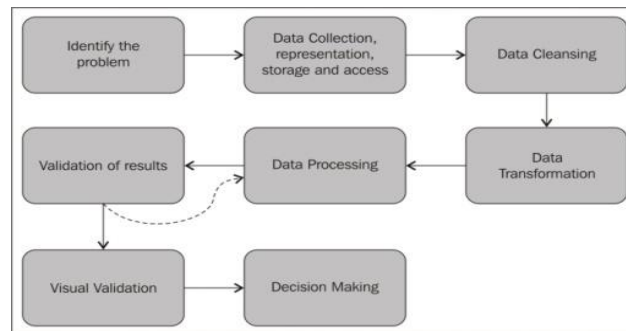 Identify the
problem
Data Collection,
representation,
storage and access
Data Cleansing
Validation of results
Data Processing
Data
Transformation
Visual Validation
Decision Making